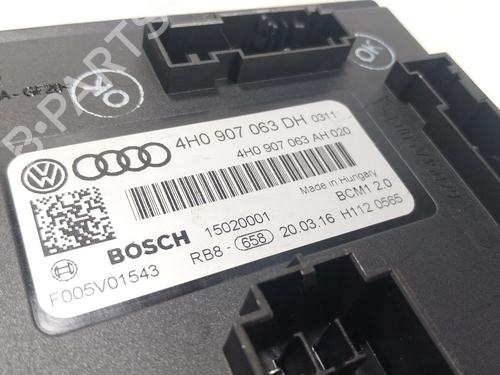 OK
OK
B-PARTS
4H0 907 063 DH 0311
4H0 907 063 AH 020
Made in Hungary
BCM1 2.0
BOSCH 15020001
RB8- 658 20.03.16 H112 0565
F005V01543